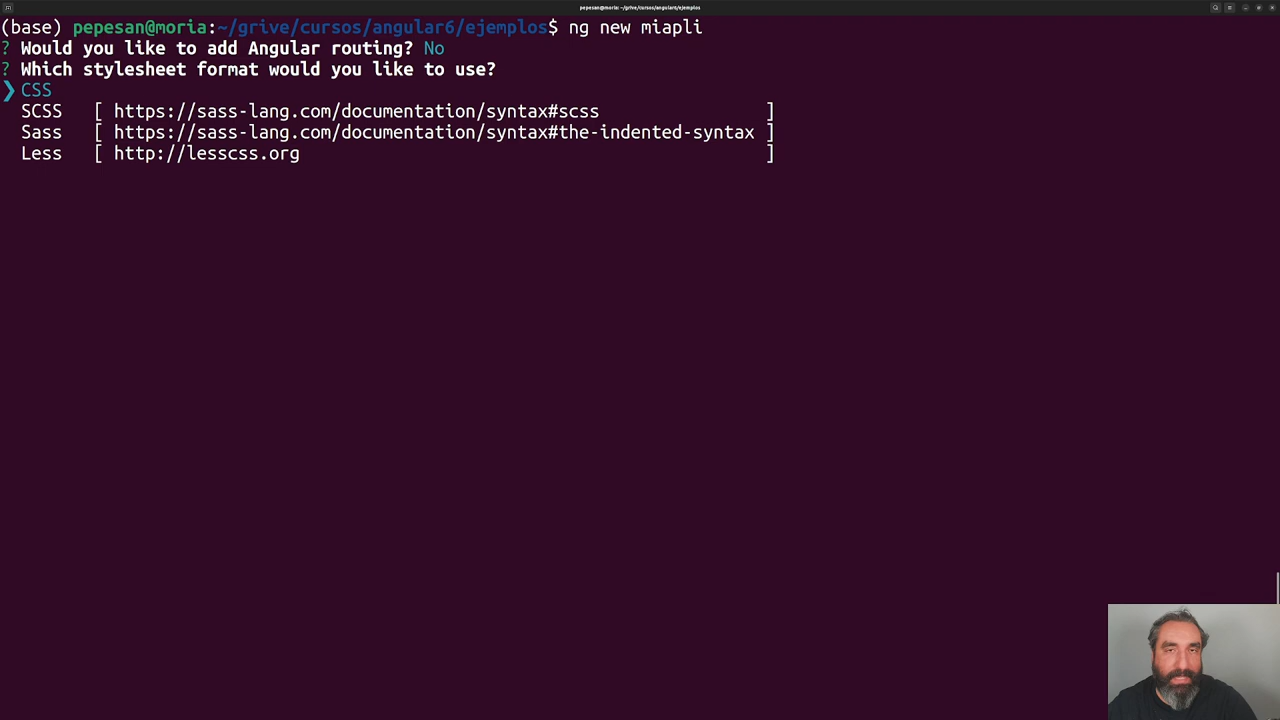 pepesan@moria: ~/grive/cursos/angular6/ejemplos
(base) pepesan@moria:~/grive/cursos/angular6/ejemplos$ ng new miapli
? Would you like to add Angular routing? No
? Which stylesheet format would you like to use?
❯ CSS
SCSS [ https://sass-lang.com/documentation/syntax#scss ]
Sass [ https://sass-lang.com/documentation/syntax#the-indented-syntax ]
Less [ http://lesscss.org ]